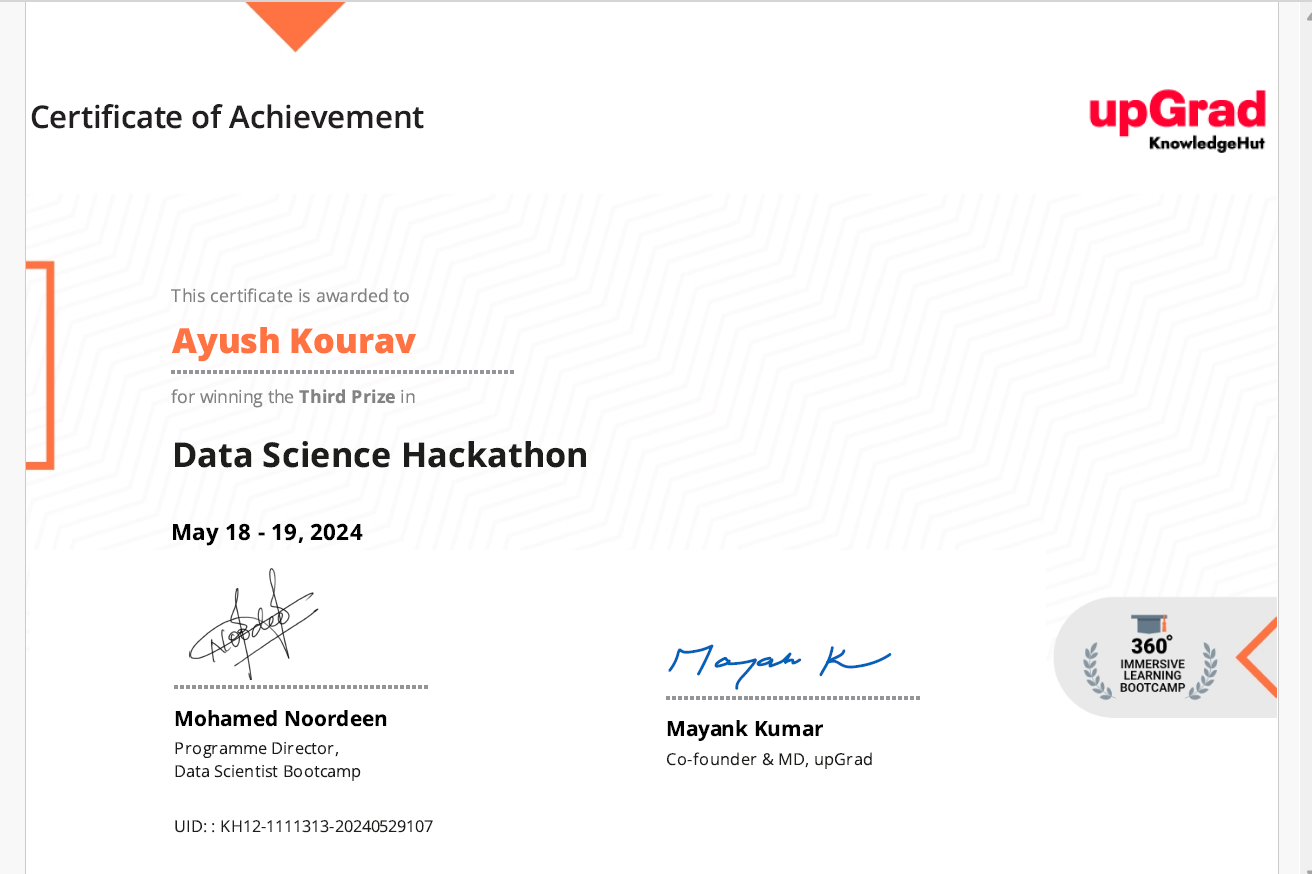 Certificate of Achievement
upGrad
KnowledgeHut
This certificate is awarded to
Ayush Kourav
for winning the Third Prize in
Data Science Hackathon
May 18 - 19, 2024
Noordeen
Mayank K
Mohamed Noordeen
Programme Director,
Data Scientist Bootcamp
Mayank Kumar
Co-founder & MD, upGrad
360°
IMMERSIVE
LEARNING
BOOTCAMP
UID: : KH12-1111313-20240529107